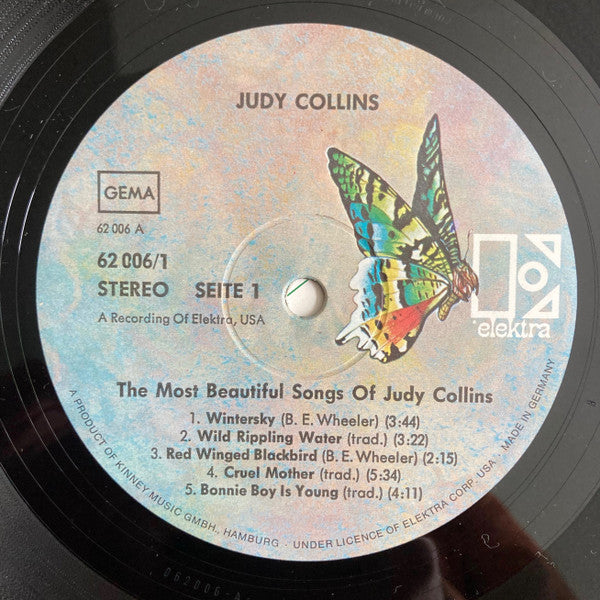 JUDY COLLINS
GEMA
62 006 A
62 006/1
STEREO SEITE 1
A Recording Of Elektra, USA
elektra
The Most Beautiful Songs Of Judy Collins
1. Wintersky (B. E. Wheeler) (3:44)
2. Wild Rippling Water (trad.) (3:22)
3. Red Winged Blackbird (B. E. Wheeler) (2:15)
4. Cruel Mother (trad.) (5:34)
5. Bonnie Boy Is Young (trad.) (4:11)
A PRODUCT OF KINNEY MUSIC GMBH., HAMBURG · UNDER LICENCE OF ELEKTRA CORP. USA · MADE IN GERMANY
062006-A